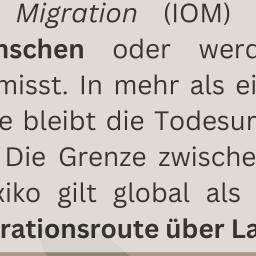 Migration (IOM)
nschen oder werd
misst. In mehr als ei
e bleibt die Todesur
Die Grenze zwische
xiko gilt global als
rationsroute über La